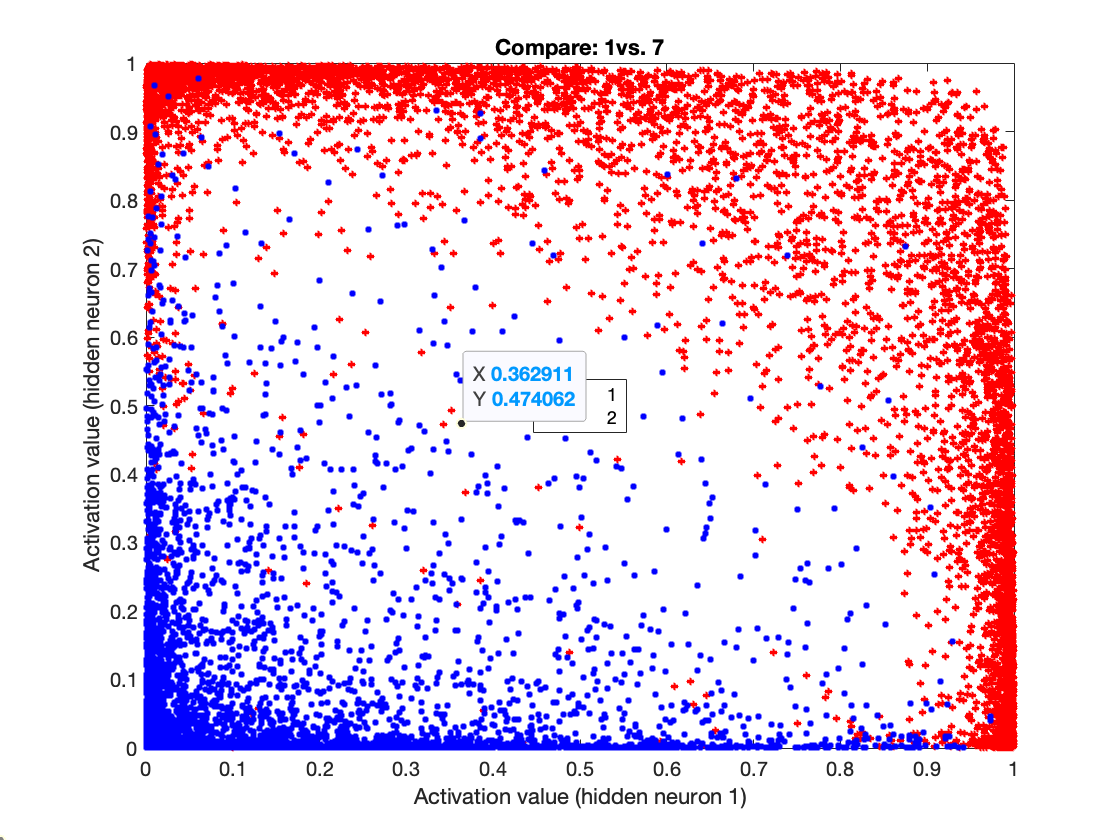 Compare: 1vs. 7
Activation value (hidden neuron 2)
1
0.9
0.8
0.7
0.6
0.5
0.4
0.3
0.2
0.1
0
X 0.362911
Y 0.474062
1
2
0 0.1 0.2 0.3 0.4 0.5 0.6 0.7 0.8 0.9 1
Activation value (hidden neuron 1)